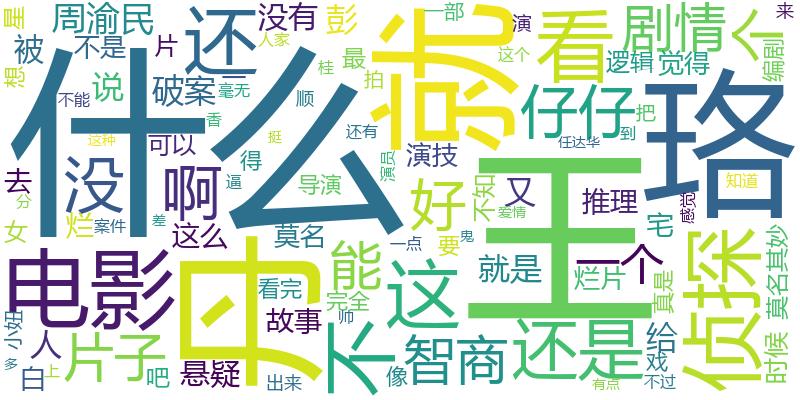 星
周渝民
没有
彭
一部
演
来
剧情
个
被
不是
片
还
人家
就
这个
看
编剧
想
说
破案
最
桂
拍
逻辑
觉得
不能
毫无
顺
仔仔
把
珞
什么
这种
可以
香
还有
任达华
到
去
没
啊
得
挺
演员
演技
不知
又
推理
感觉
知道
分
女
烂
案件
差
逼
导演
好
爱情
宅
王
这么
莫名
一点
要
鬼
一个
侦探
莫名其妙
电影
丹
能
这
就是
烂片
真是
看完
完全
小妞
故事
帅
不
还是
给
时候
多
人
上
片子
智商
戏
白
吧
悬疑
出来
像
有点
不过